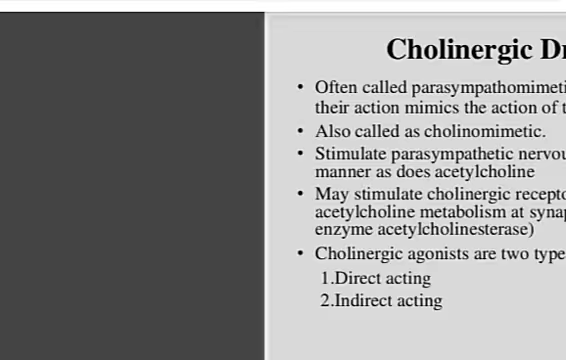 Cholinergic D
• Often called parasympathomimeti
their action mimics the action of t
• Also called as cholinomimetic.
• Stimulate parasympathetic nervou
manner as does acetylcholine
• May stimulate cholinergic recepto
acetylcholine metabolism at synap
enzyme acetylcholinesterase)
• Cholinergic agonists are two type
1.Direct acting
2.Indirect acting